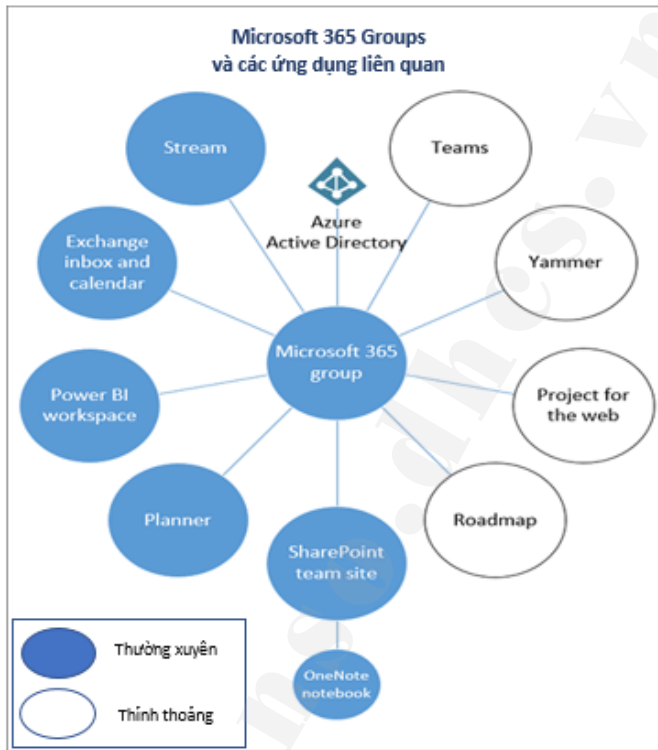 Microsoft 365 Groups
và các ứng dụng liên quan
Stream
Teams
Azure
Active Directory
Exchange
inbox and
calendar
Yammer
Microsoft 365
group
Power BI
workspace
Project for
the web
Planner
Roadmap
SharePoint
team site
OneNote
notebook
Thường xuyên
Thỉnh thoảng